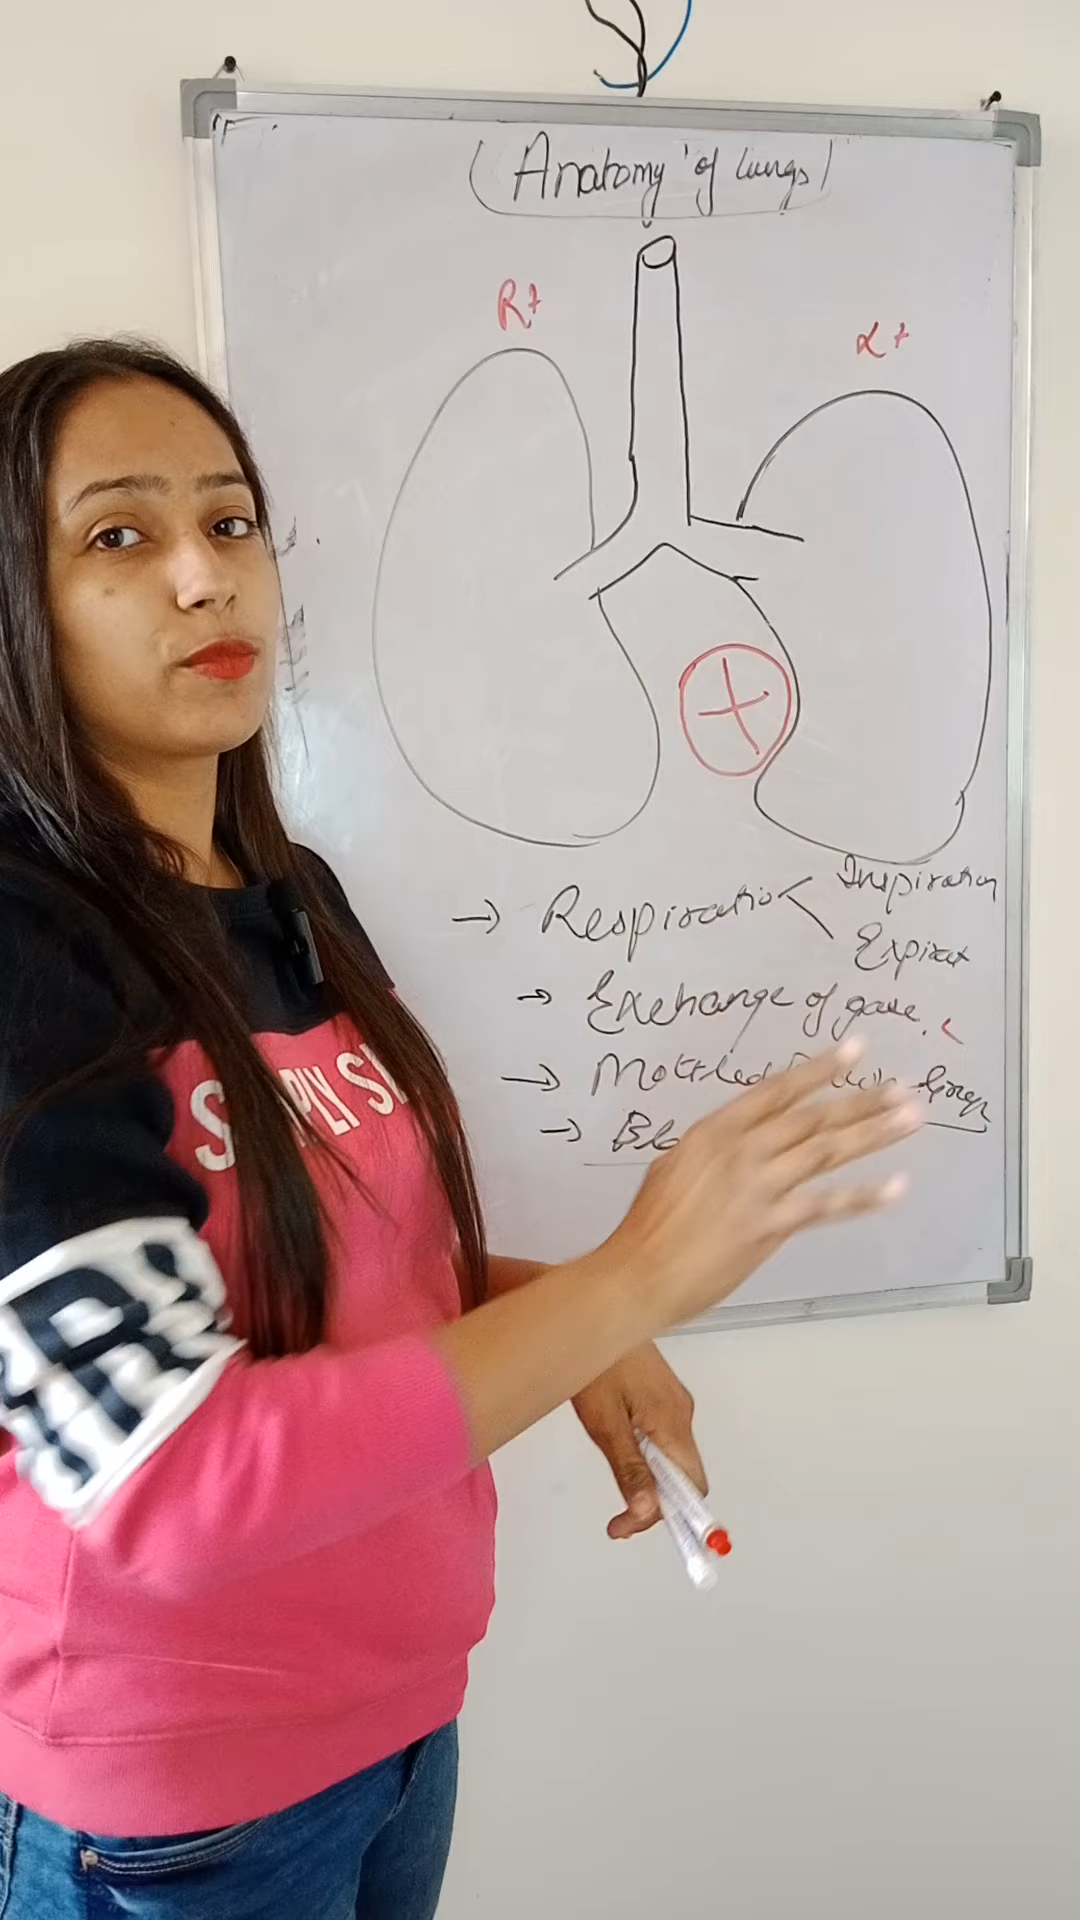 (Anatomy of Lungs)
Rt
Lt
→ Respiration < Inspiration
Expirat
→ Exchange of gase. <
→ Mottled
→